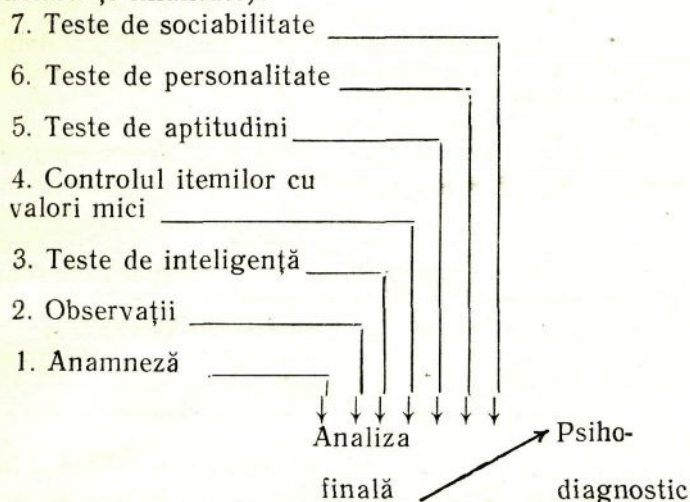 7. Teste de sociabilitate
6. Teste de personalitate
5. Teste de aptitudini
4. Controlul itemilor cu
valori mici
3. Teste de inteligență
2. Observații
1. Anamneză
Analiza Psiho-
finală diagnostic